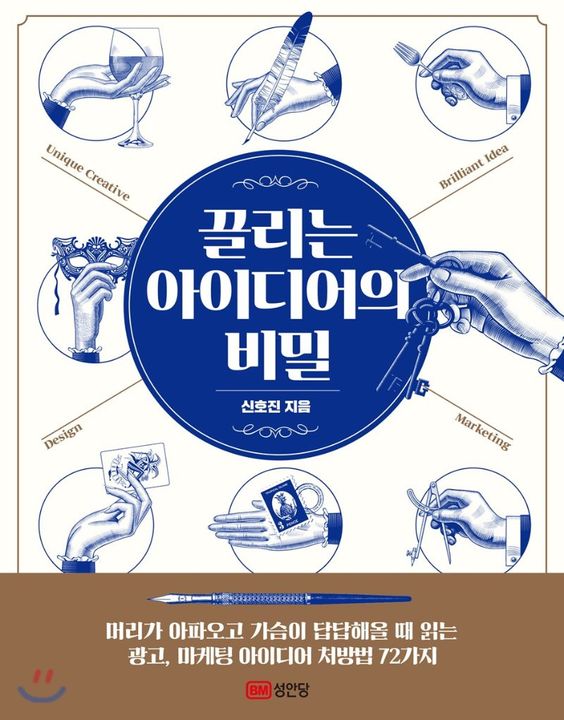 Unique Creative
Brilliant Idea
끌리는
아이디어의
비밀
신호진 지음
Design
Marketing
머리가 아파오고 가슴이 답답해올 때 읽는
광고, 마케팅 아이디어 처방법 72가지
BM 성안당